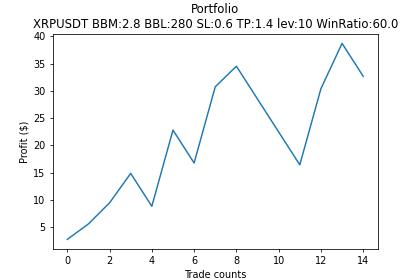 Portfolio
XRPUSDT BBM:2.8 BBL:280 SL:0.6 TP:1.4 lev:10 WinRatio:60.0
40
35
30
25
20
15
10
5
Profit ($)
0 2 4 6 8 10 12 14
Trade counts